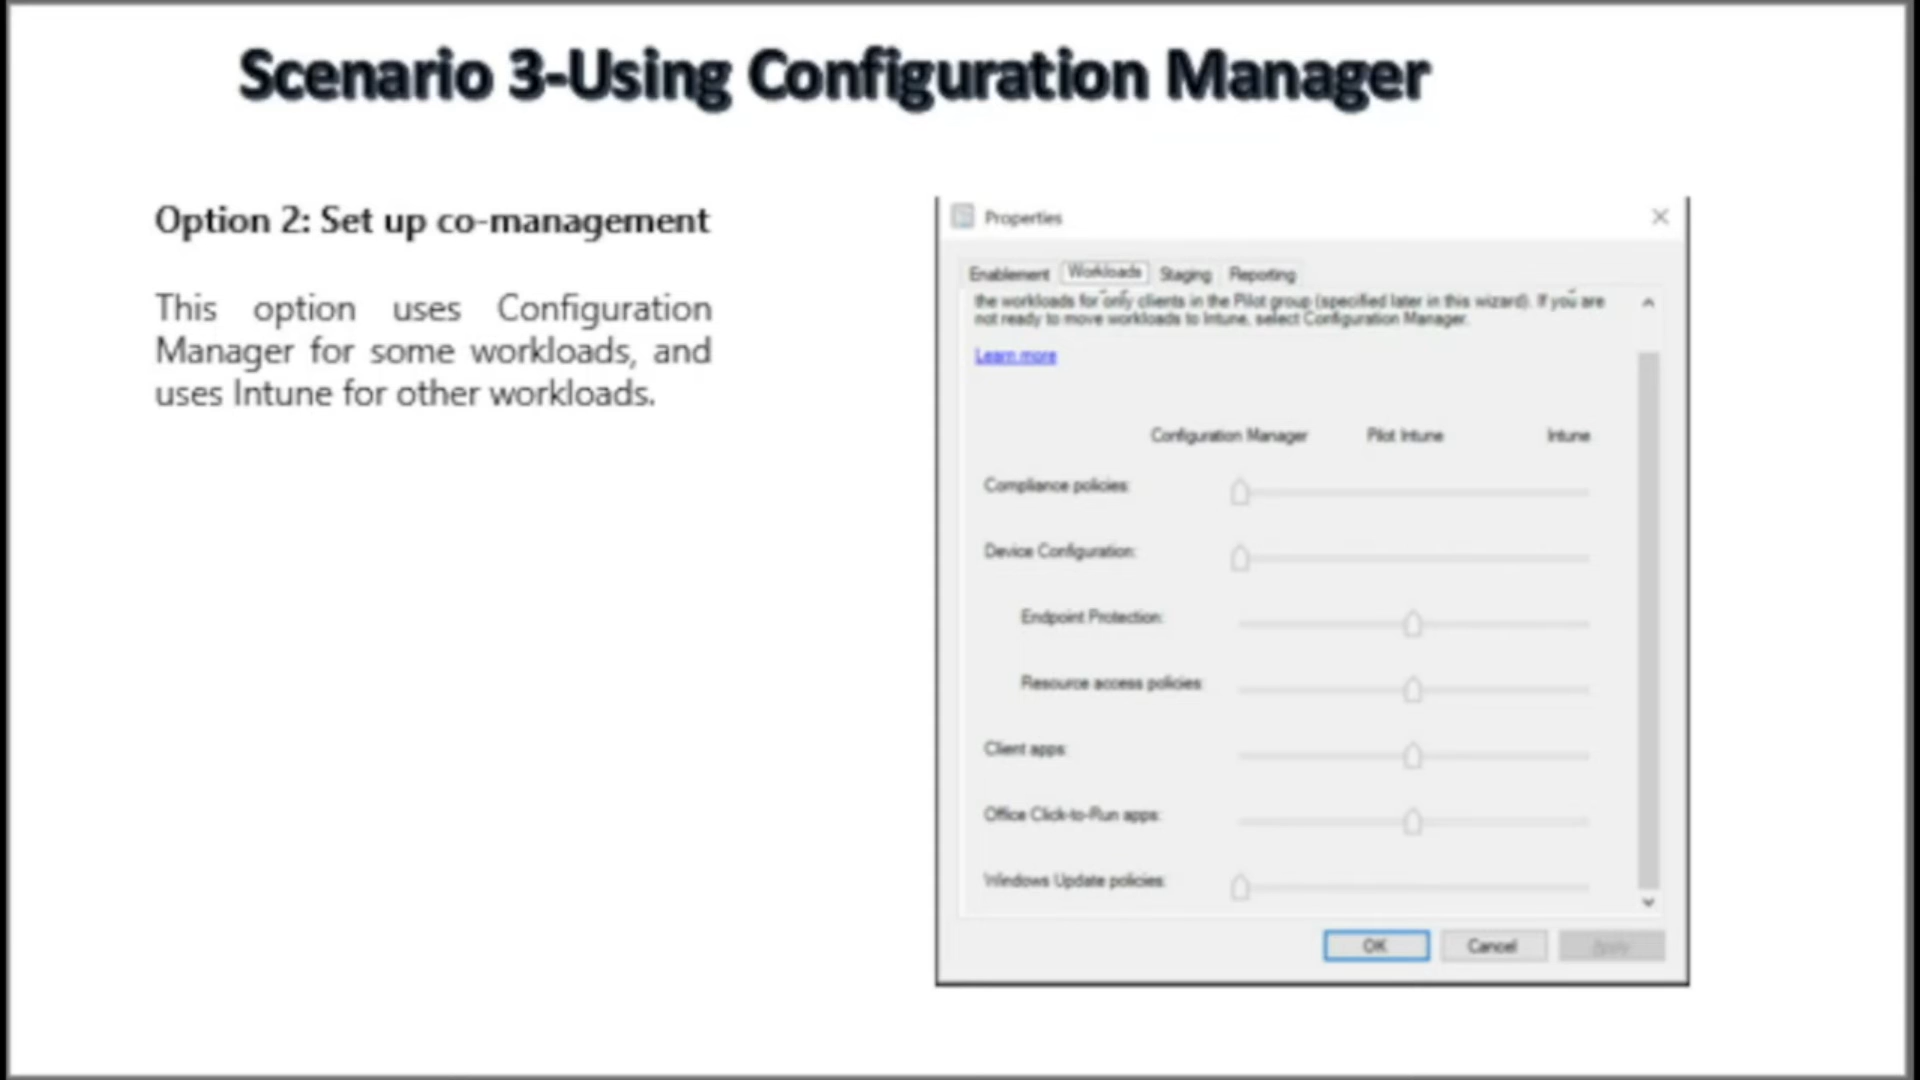 Scenario 3-Using Configuration Manager
Option 2: Set up co-management
This option uses Configuration
Manager for some workloads, and
uses Intune for other workloads.
Properties
Enablement Workloads Staging Reporting
the workloads for only clients in the Pilot group (specified later in this wizard). If you are
not ready to move workloads to Intune, select Configuration Manager.
Learn more
Configuration Manager Pilot Intune Intune
Compliance policies:
Device Configuration:
Endpoint Protection:
Resource access policies:
Client apps:
Office Click-to-Run apps:
Windows Update policies:
OK Cancel Apply